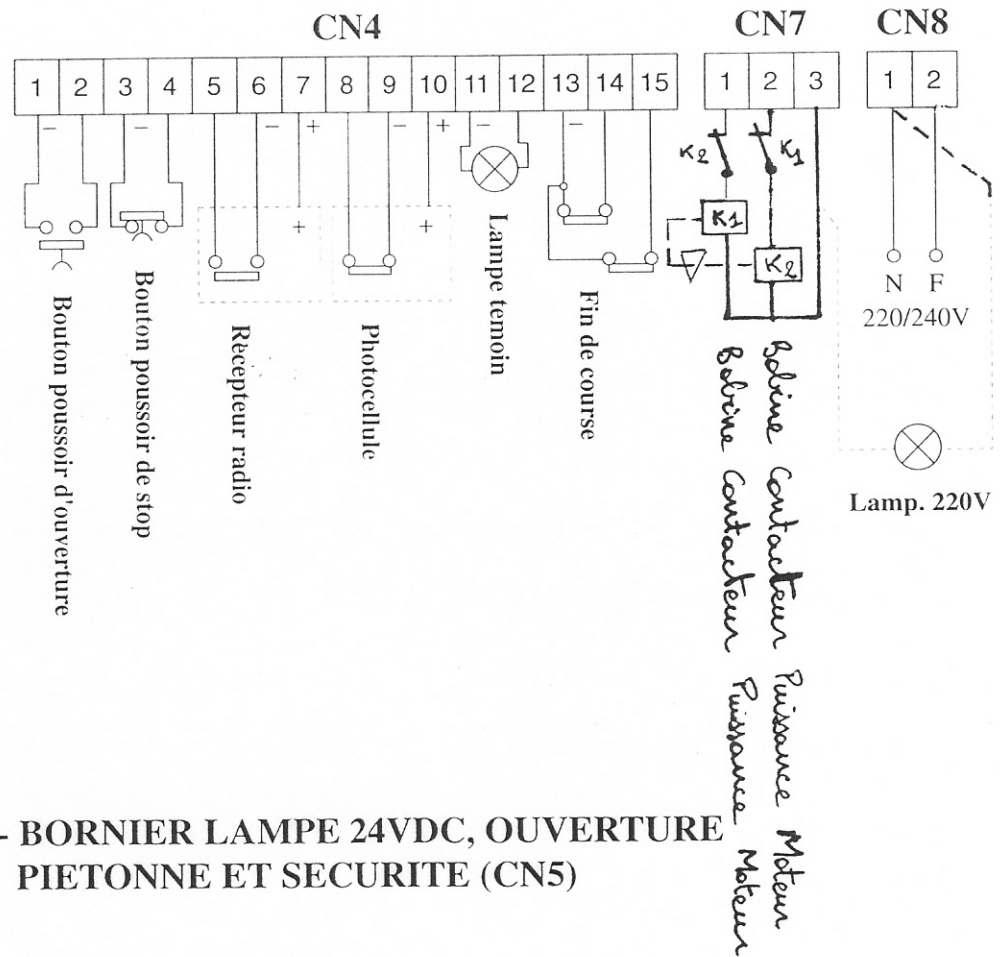 CN4 CN7 CN8
1 2 3 4 5 6 7 8 9 10 11 12 13 14 15 1 2 3 1 2
− − − + − + − −
K2 K1
K1
+ + K2
N F
220/240V
Bouton poussoir d'ouverture
Bouton poussoir de stop
Rècepteur radio
Photocellule
Lampe temoin
Fin de course
Bobine Contacteur Puissance Moteur
Bobine Contacteur Puissance Moteur
Lamp. 220V
- BORNIER LAMPE 24VDC, OUVERTURE
PIETONNE ET SECURITE (CN5)